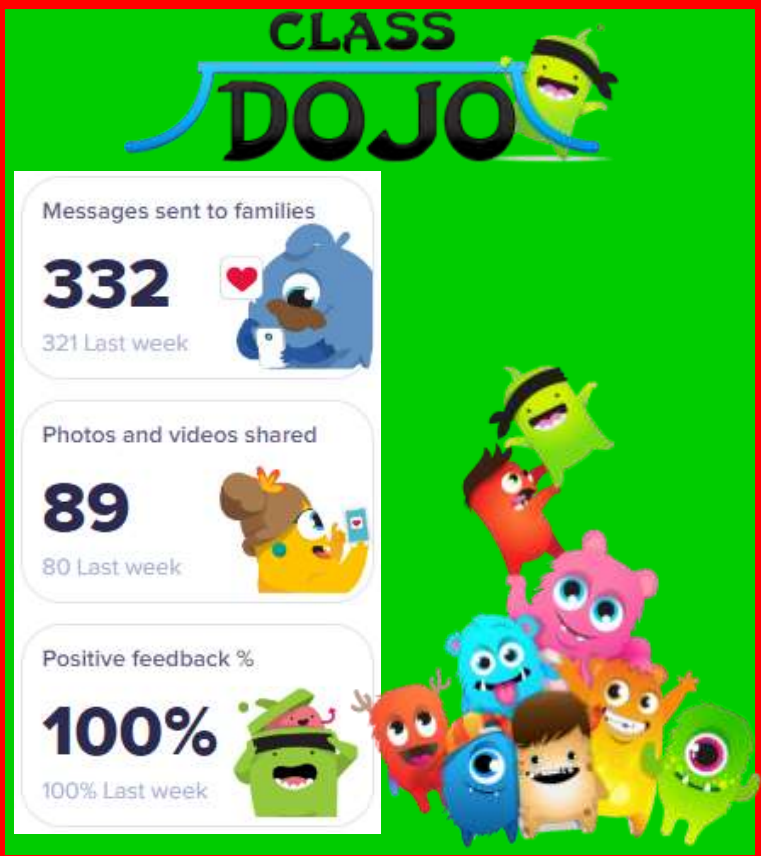 CLASS
DOJO
Messages sent to families
332
321 Last week
Photos and videos shared
89
80 Last week
Positive feedback %
100%
100% Last week